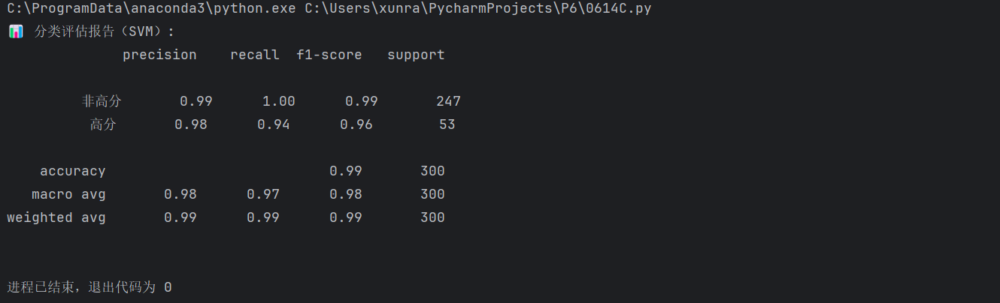 C:\ProgramData\anaconda3\python.exe C:\Users\xunra\PycharmProjects\P6\0614C.py
📊 分类评估报告（SVM）:
precision recall f1-score support
非高分 0.99 1.00 0.99 247
高分 0.98 0.94 0.96 53
accuracy 0.99 300
macro avg 0.98 0.97 0.98 300
weighted avg 0.99 0.99 0.99 300
进程已结束，退出代码为 0